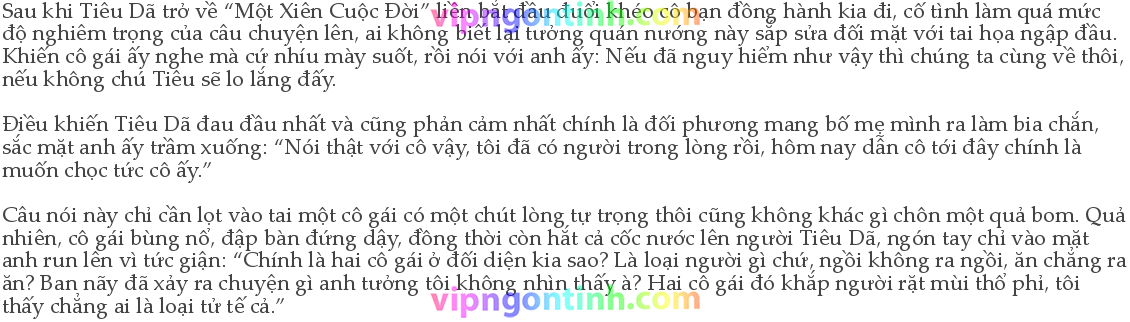 Sau khi Tiêu Dã trở về “Một Xiên Cuộc Đời” liền bắt đầu đuổi khéo cô bạn đồng hành kia đi, cố tình làm quá mức
độ nghiêm trọng của câu chuyện lên, ai không biết lại tưởng quán nướng này sắp sửa đối mặt với tai họa ngập đầu.
Khiến cô gái ấy nghe mà cứ nhíu mày suốt, rồi nói với anh ấy: Nếu đã nguy hiểm như vậy thì chúng ta cùng về thôi,
nếu không chú Tiêu sẽ lo lắng đấy.
Điều khiến Tiêu Dã đau đầu nhất và cũng phản cảm nhất chính là đối phương mang bố mẹ mình ra làm bia chắn,
sắc mặt anh ấy trầm xuống: “Nói thật với cô vậy, tôi đã có người trong lòng rồi, hôm nay dẫn cô tới đây chính là
muốn chọc tức cô ấy.”
Câu nói này chỉ cần lọt vào tai một cô gái có một chút lòng tự trọng thôi cũng không khác gì chôn một quả bom. Quả
nhiên, cô gái bùng nổ, đập bàn đứng dậy, đồng thời còn hắt cả cốc nước lên người Tiêu Dã, ngón tay chỉ vào mặt
anh run lên vì tức giận: “Chính là hai cô gái ở đối diện kia sao? Là loại người gì chứ, ngồi không ra ngồi, ăn chẳng ra
ăn? Ban nãy đã xảy ra chuyện gì anh tưởng tôi không nhìn thấy à? Hai cô gái đó khắp người rặt mùi thổ phỉ, tôi
thấy chẳng ai là loại tử tế cả.”
vipngontinh.com
vipngontinh.com